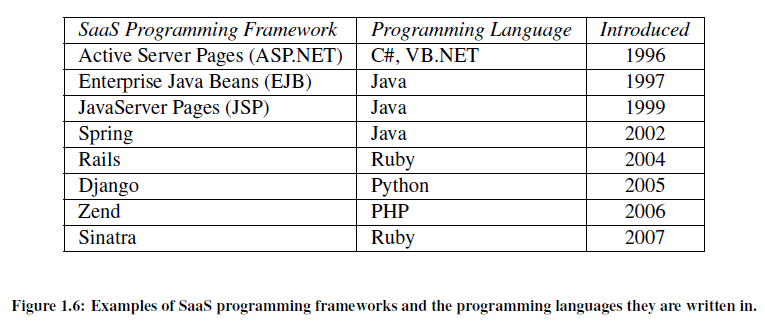 SaaS Programming Framework Programming Language Introduced
Active Server Pages (ASP.NET) C#, VB.NET 1996
Enterprise Java Beans (EJB) Java 1997
JavaServer Pages (JSP) Java 1999
Spring Java 2002
Rails Ruby 2004
Django Python 2005
Zend PHP 2006
Sinatra Ruby 2007
Figure 1.6: Examples of SaaS programming frameworks and the programming languages they are written in.